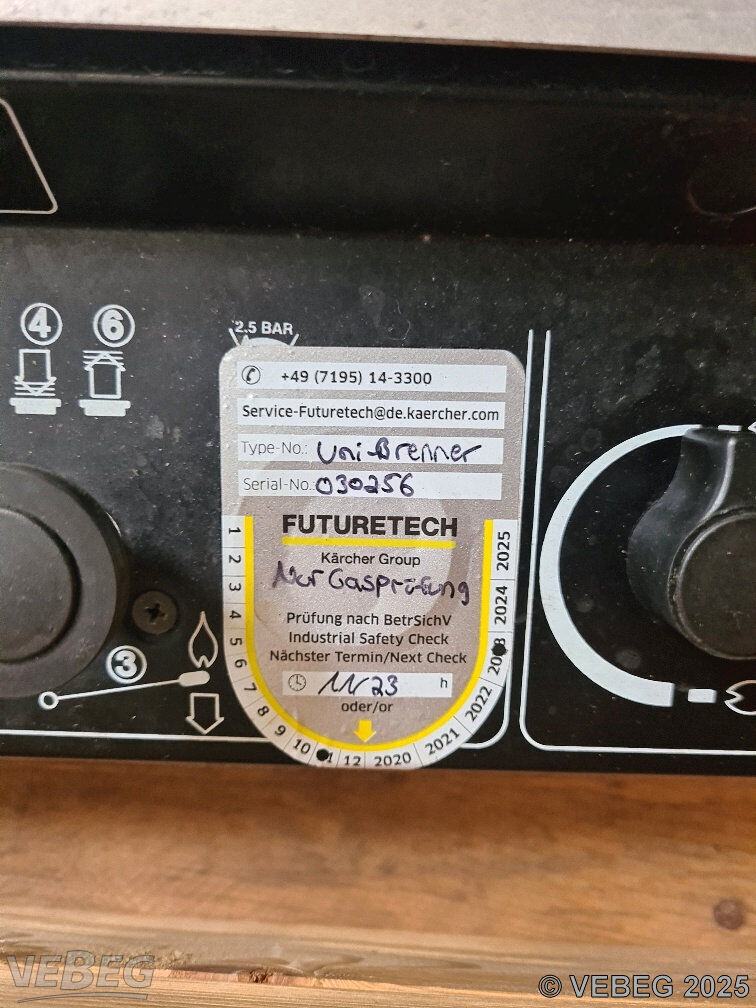 4 6
2.5 BAR
+49 (7195) 14-3300
Service-Futuretech@de.kaercher.com
Type-No.: Uni-Brenner
Serial-No.: 030256
FUTURETECH
Kärcher Group
Nur Gasprüfung
Prüfung nach BetrSichV
Industrial Safety Check
Nächster Termin/Next Check
11/23 h
oder/or
1 2 3 4 5 6 7 8 9 10 12 2020 2021 2022 2024 2025
3
VEBEG
© VEBEG 2025